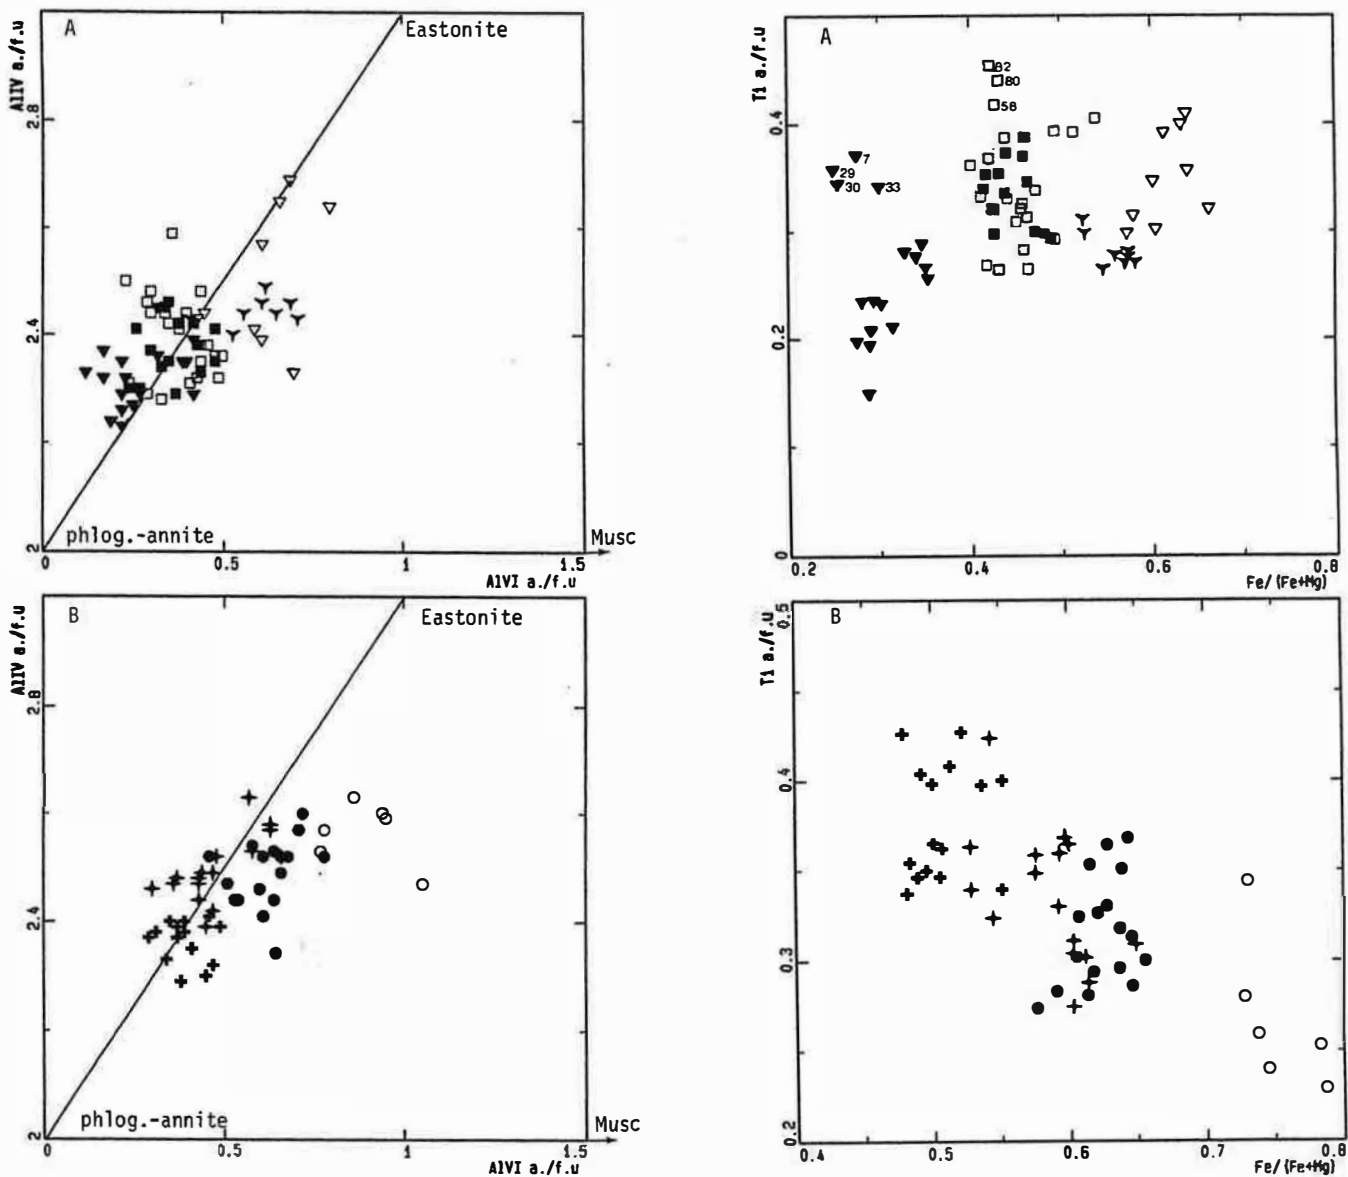 A
Eastonite
AlIV a./f.u
2.8
2.4
2
phlog.-annite
Musc
0
0.5
1
1.5
AlVI a./f.u
A
Ti a./f.u
82
80
58
0.4
7
29
30
33
0.2
0
0.2
0.4
0.6
0.8
Fe/(Fe+Mg)
B
Eastonite
AlIV a./f.u
2.8
2.4
2
phlog.-annite
Musc
0
0.5
1
1.5
AlVI a./f.u
B
Ti a./f.u
0.5
0.4
0.3
0.2
0.4
0.5
0.6
0.7
0.8
Fe/(Fe+Mg)